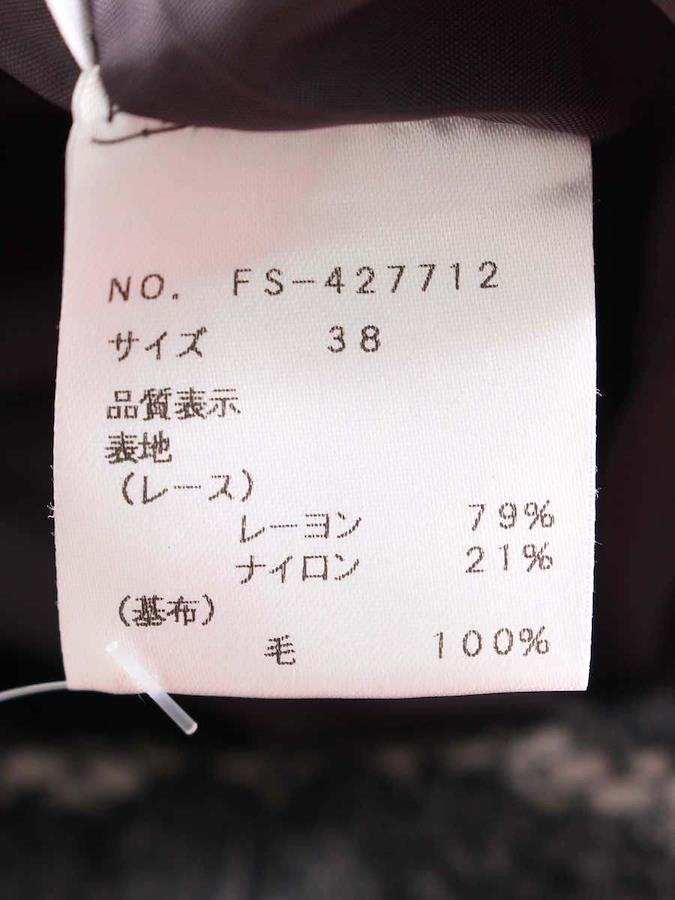 NO. FS-427712
サイズ 38
品質表示
表地
(レース)
レーヨン 79%
ナイロン 21%
(基布)
毛 100%